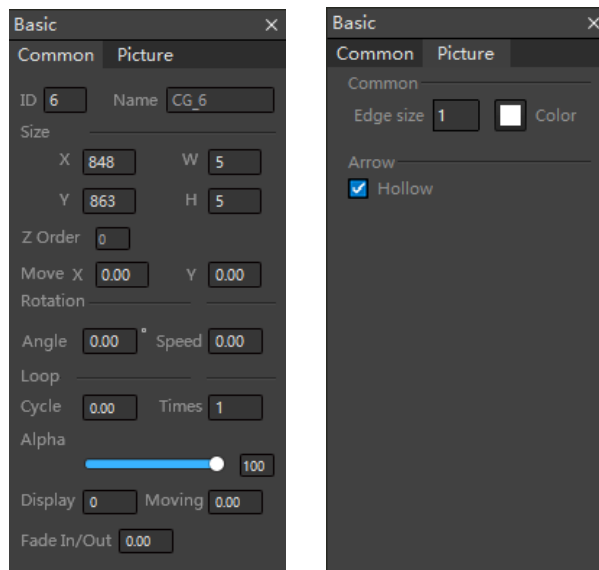 Basic
Common Picture
ID 6 Name CG_6
Size
X 848 W 5
Y 863 H 5
Z Order 0
Move X 0.00 Y 0.00
Rotation
Angle 0.00 ° Speed 0.00
Loop
Cycle 0.00 Times 1
Alpha
100
Display 0 Moving 0.00
Fade In/Out 0.00
Basic
Common Picture
Common
Edge size 1 Color
Arrow
Hollow